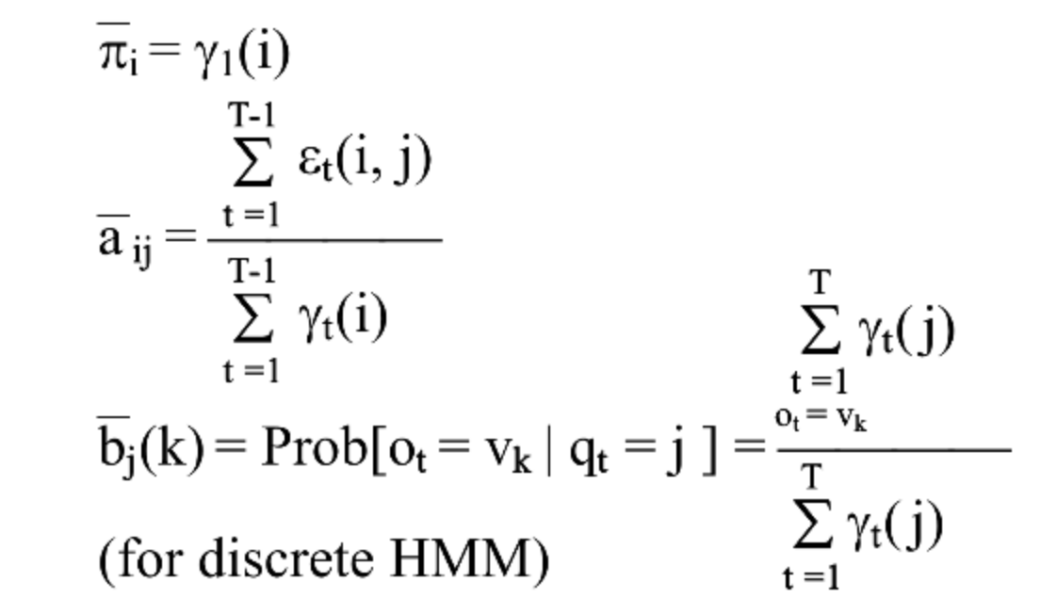 π̅i = γ1(i)
T-1
Σ εt(i, j)
t =1
a̅ ij =
T-1
Σ γt(i)
t =1
T
Σ γt(j)
t =1
ot = vk
b̅j(k) = Prob[ot = vk | qt = j ] =
T
Σ γt(j)
t =1
(for discrete HMM)